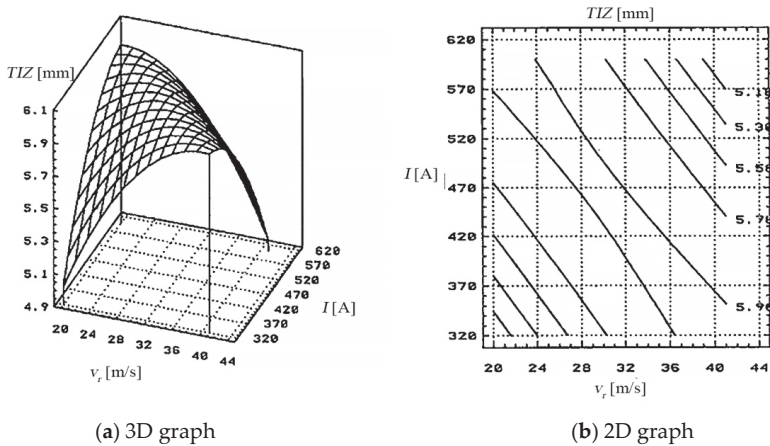 TIZ [mm]
6.1
5.9
5.7
5.5
5.3
5.1
4.9
20 24 28 32 36 40 44
v_r [m/s]
620
570
520
470
420
370
320
I [A]
(a) 3D graph
TIZ [mm]
620
570
520
470
420
370
320
I [A]
5.10
5.30
5.50
5.70
5.90
20 24 28 32 36 40 44
v_r [m/s]
(b) 2D graph